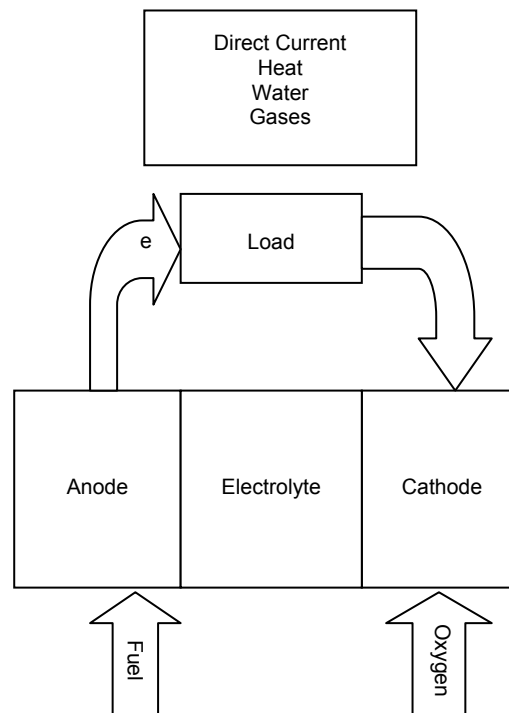 Direct Current
Heat
Water
Gases
e
Load
Anode
Electrolyte
Cathode
Fuel
Oxygen